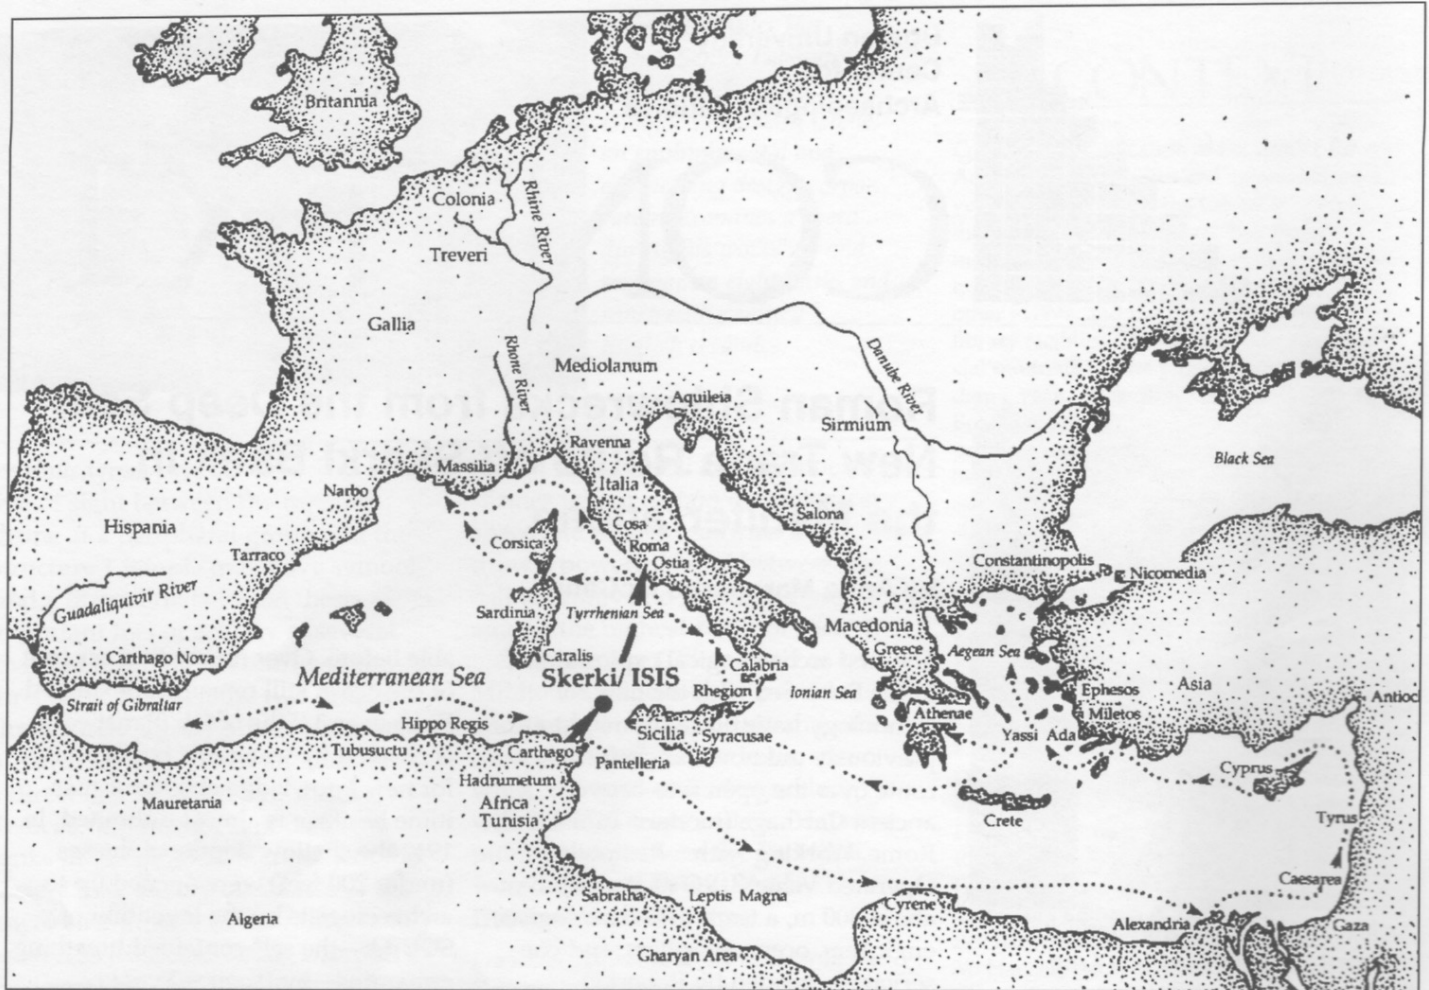 Britannia
Colonia
Rhine River
Treveri
Gallia
Rhone River
Mediolanum
Danube River
Aquileia
Sirmium
Ravenna
Black Sea
Massilia
Narbo
Italia
Hispania
Cosa
Salona
Corsica
Roma
Tarraco
Ostia
Constantinopolis
Nicomedia
Guadaliquivir River
Sardinia
Tyrrhenian Sea
Macedonia
Greece
Aegean Sea
Carthago Nova
Caralis
Calabria
Mediterranean Sea
Skerki/ISIS
Rhegion
Ionian Sea
Ephesos
Asia
Antioc
Strait of Gibraltar
Athenae
Miletos
Hippo Regis
Sicilia
Syracusae
Yassi Ada
Tubusuctu
Carthago
Pantelleria
Cyprus
Hadrumetum
Mauretania
Africa
Tunisia
Crete
Tyrus
Caesarea
Sabratha
Leptis Magna
Cyrene
Algeria
Alexandria
Gaza
Gharyan Area